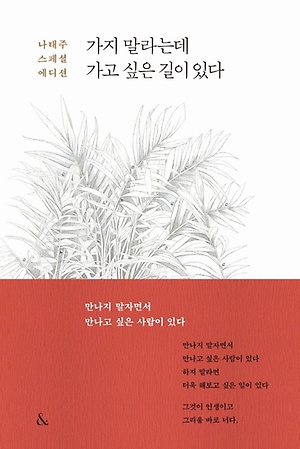 나태주
스페셜
에디션
가지 말라는데
가고 싶은 길이 있다
만나지 말자면서
만나고 싶은 사람이 있다
만나지 말자면서
만나고 싶은 사람이 있다
하지 말라면
더욱 해보고 싶은 일이 있다
그것이 인생이고
그리움 바로 너다.
&